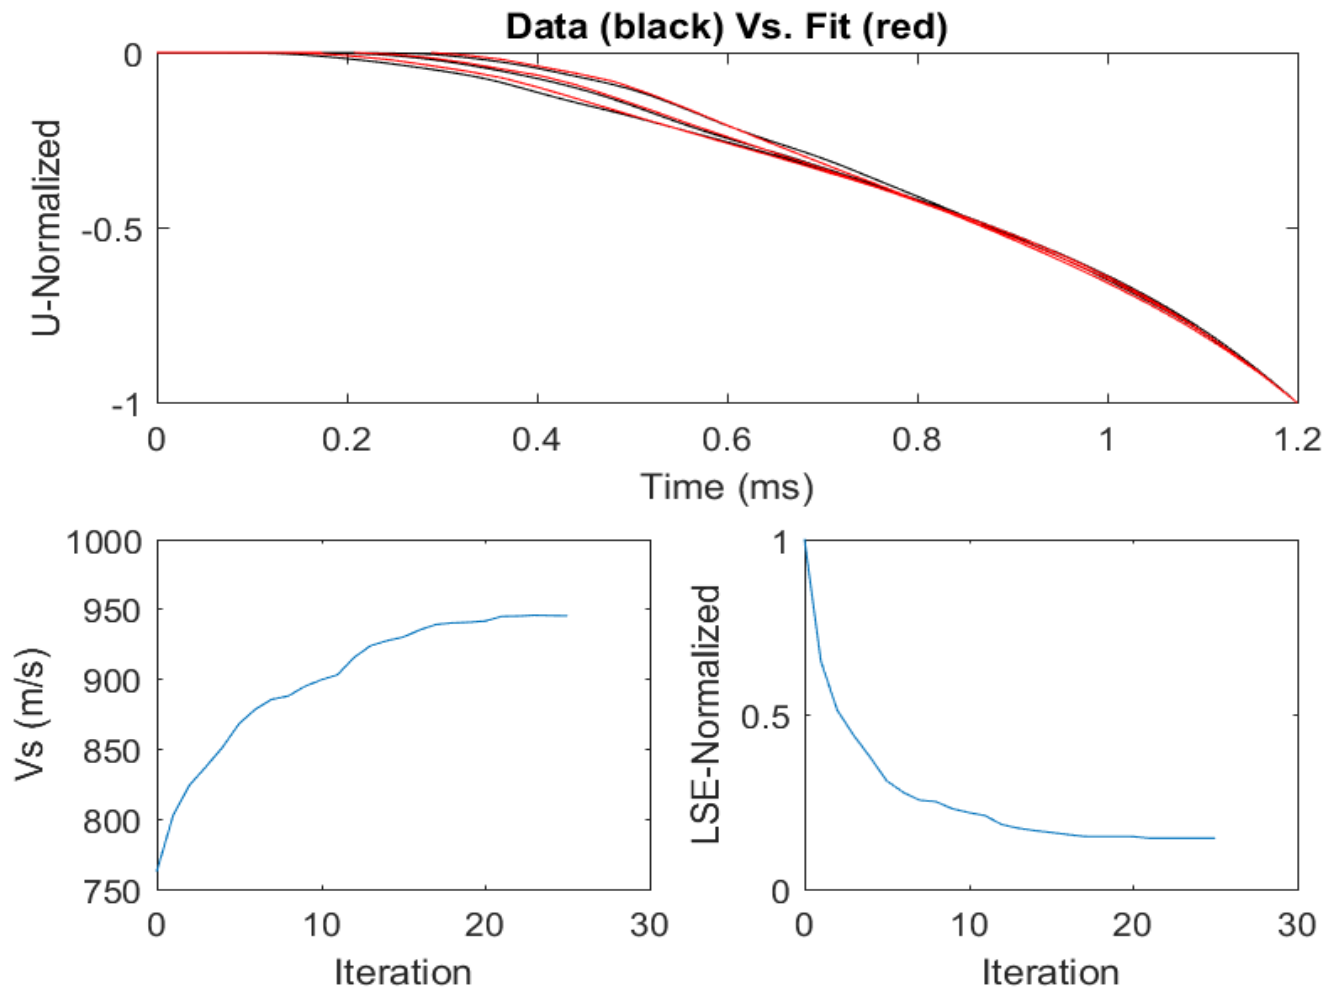 Data (black) Vs. Fit (red)
U-Normalized
0
-0.5
-1
0 0.2 0.4 0.6 0.8 1 1.2
Time (ms)
Vs (m/s)
1000
950
900
850
800
750
0 10 20 30
Iteration
LSE-Normalized
1
0.5
0
0 10 20 30
Iteration